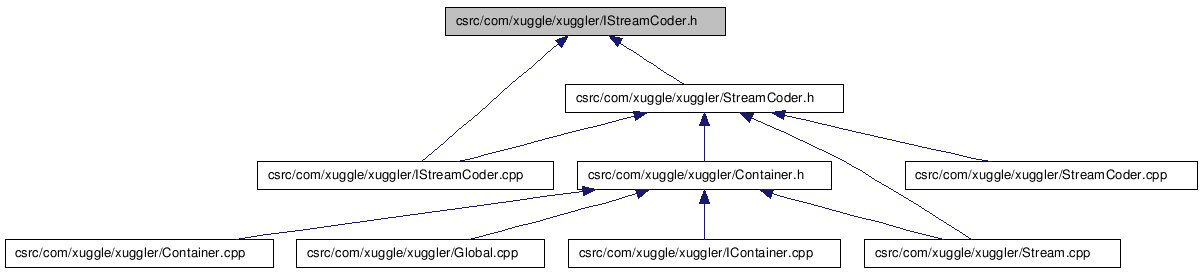 csrc/com/xuggle/xuggler/IStreamCoder.h
csrc/com/xuggle/xuggler/StreamCoder.h
csrc/com/xuggle/xuggler/IStreamCoder.cpp
csrc/com/xuggle/xuggler/Container.h
csrc/com/xuggle/xuggler/StreamCoder.cpp
csrc/com/xuggle/xuggler/Container.cpp
csrc/com/xuggle/xuggler/Global.cpp
csrc/com/xuggle/xuggler/IContainer.cpp
csrc/com/xuggle/xuggler/Stream.cpp